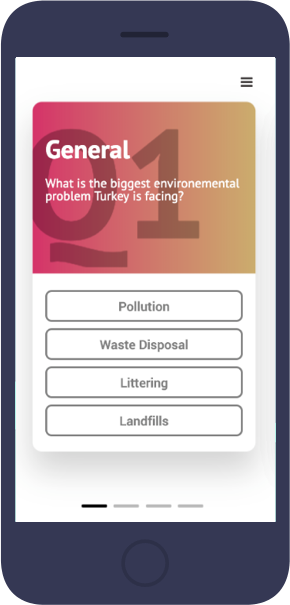 Q1
General
What is the biggest environemental
problem Turkey is facing?
Pollution
Waste Disposal
Littering
Landfills